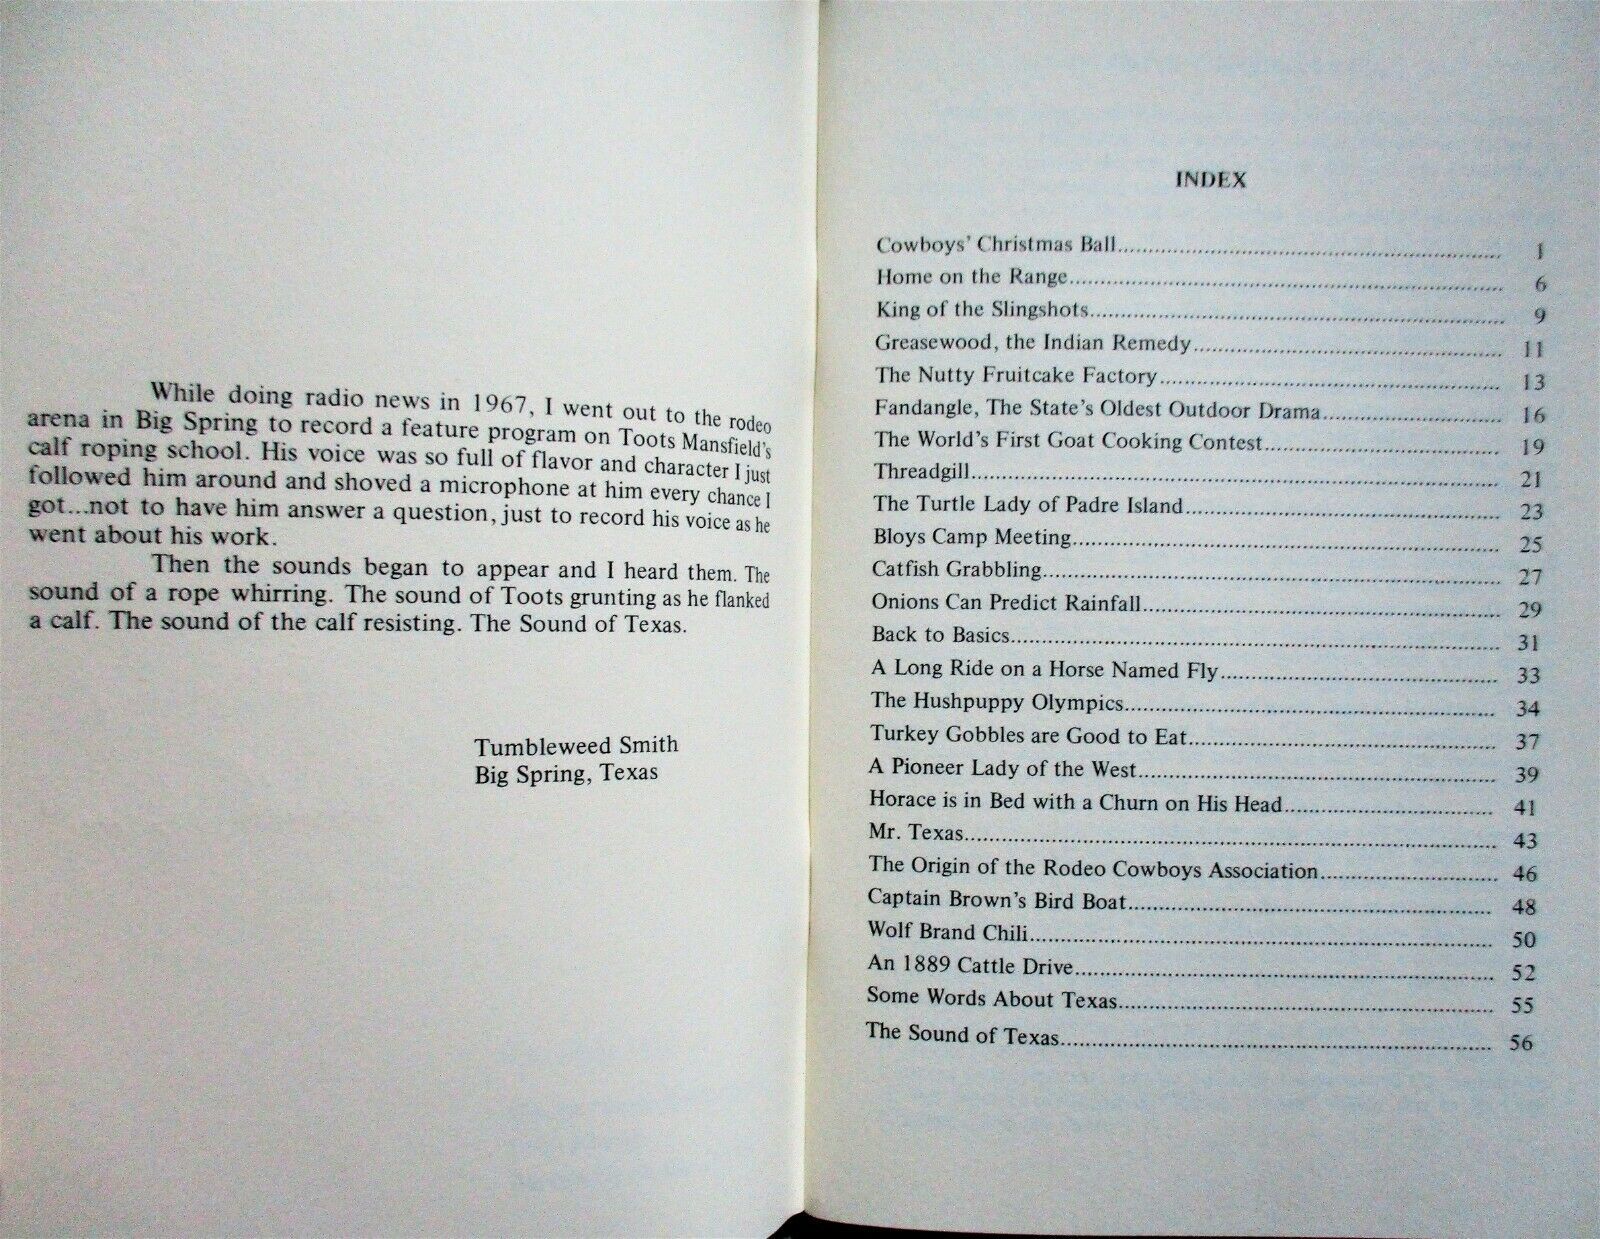 While doing radio news in 1967, I went out to the rodeo
arena in Big Spring to record a feature program on Toots Mansfield's
calf roping school. His voice was so full of flavor and character I just
followed him around and shoved a microphone at him every chance I
got...not to have him answer a question, just to record his voice as he
went about his work.
Then the sounds began to appear and I heard them. The
sound of a rope whirring. The sound of Toots grunting as he flanked
a calf. The sound of the calf resisting. The Sound of Texas.
Tumbleweed Smith
Big Spring, Texas
INDEX
Cowboys' Christmas Ball 1
Home on the Range 6
King of the Slingshots 9
Greasewood, the Indian Remedy 11
The Nutty Fruitcake Factory 13
Fandangle, The State's Oldest Outdoor Drama 16
The World's First Goat Cooking Contest 19
Threadgill 21
The Turtle Lady of Padre Island 23
Bloys Camp Meeting 25
Catfish Grabbling 27
Onions Can Predict Rainfall 29
Back to Basics 31
A Long Ride on a Horse Named Fly 33
The Hushpuppy Olympics 34
Turkey Gobbles are Good to Eat 37
A Pioneer Lady of the West 39
Horace is in Bed with a Churn on His Head 41
Mr. Texas 43
The Origin of the Rodeo Cowboys Association 46
Captain Brown's Bird Boat 48
Wolf Brand Chili 50
An 1889 Cattle Drive 52
Some Words About Texas 55
The Sound of Texas 56